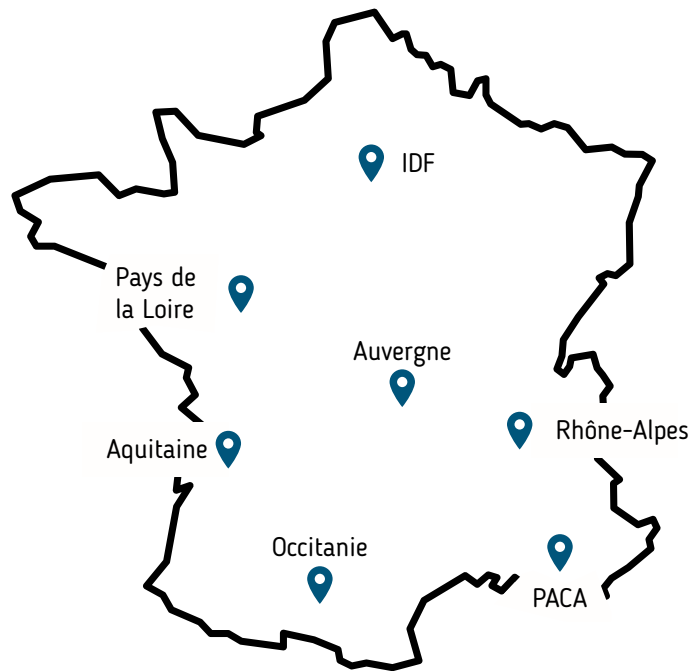 IDF
Pays de
la Loire
Auvergne
Rhône-Alpes
Aquitaine
Occitanie
PACA